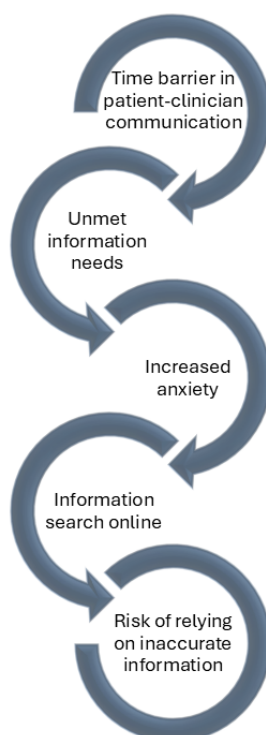 Time barrier in
patient-clinician
communication
Unmet
information
needs
Increased
anxiety
Information
search online
Risk of relying
on inaccurate
information